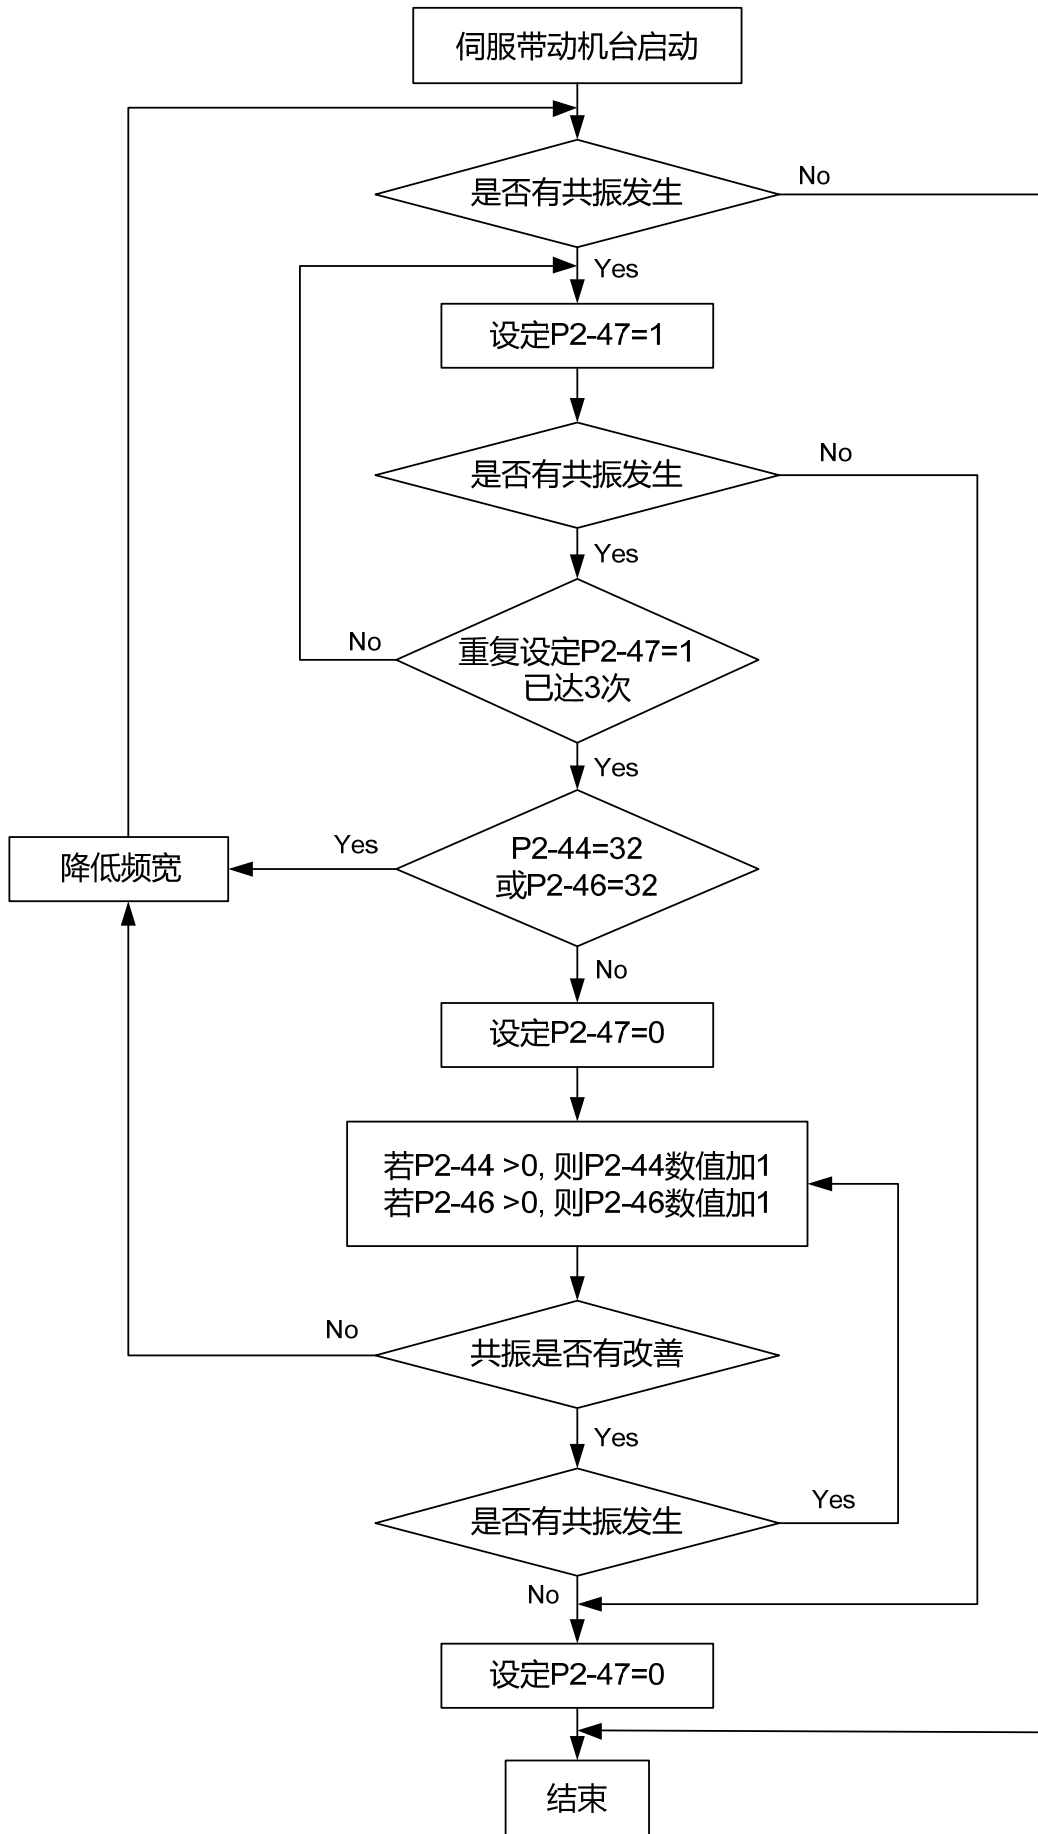 伺服带动机台启动
是否有共振发生
No
Yes
设定P2-47=1
是否有共振发生
No
Yes
No
重复设定P2-47=1
已达3次
Yes
降低频宽
Yes
P2-44=32
或P2-46=32
No
设定P2-47=0
若P2-44 >0, 则P2-44数值加1
若P2-46 >0, 则P2-46数值加1
No
共振是否有改善
Yes
是否有共振发生
Yes
No
设定P2-47=0
结束